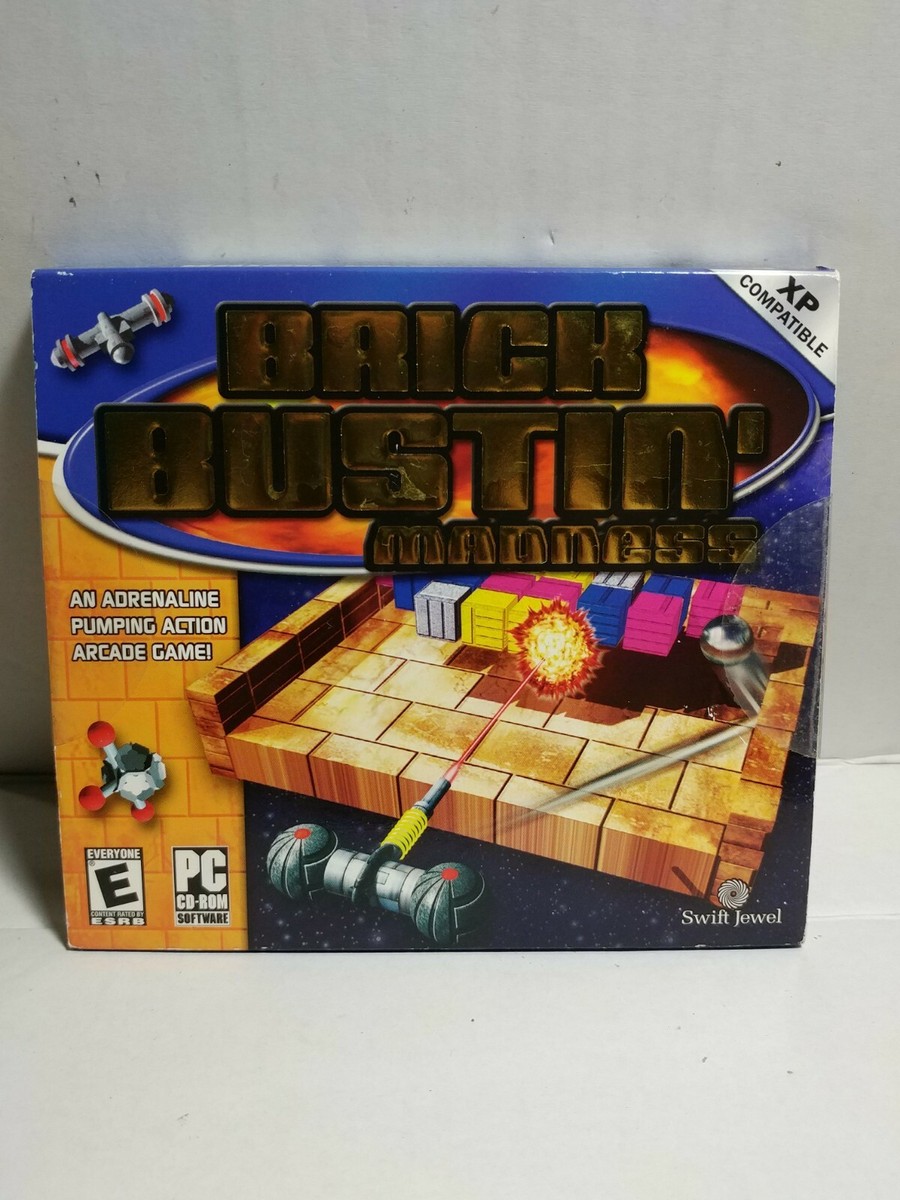 XP
COMPATIBLE
BRICK
BUSTIN'
MADNESS
AN ADRENALINE
PUMPING ACTION
ARCADE GAME!
EVERYONE
E
CONTENT RATED BY
ESRB
PC
CD-ROM
SOFTWARE
Swift Jewel